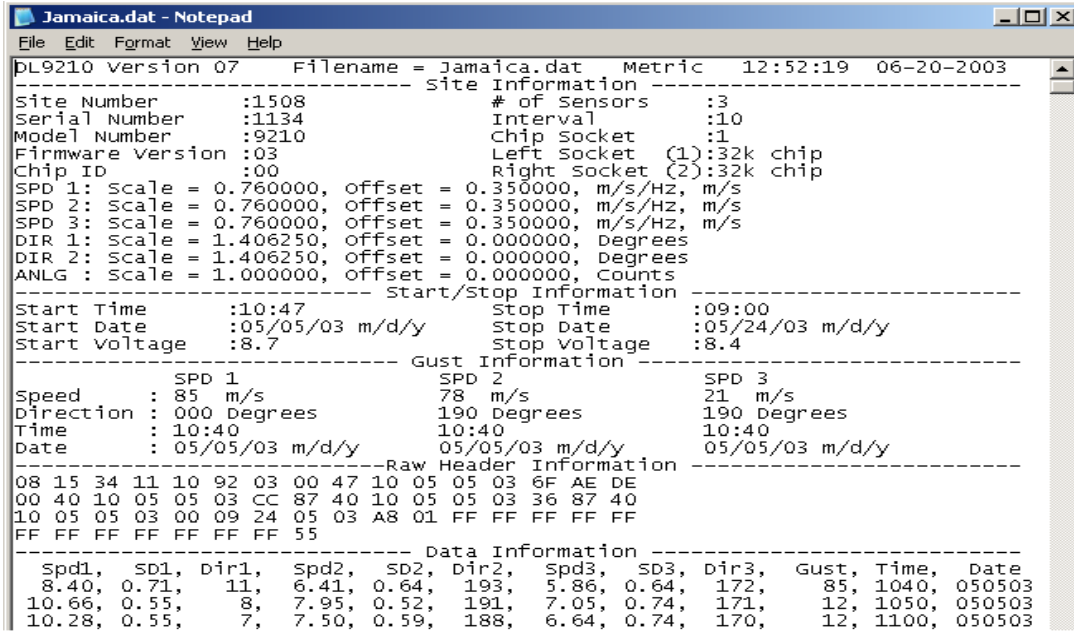 Jamaica.dat - Notepad
File Edit Format View Help
DL9210 Version 07 Filename = Jamaica.dat Metric 12:52:19 06-20-2003
------------------------------ Site Information ----------------------------
Site Number :1508 # of Sensors :3
Serial Number :1134 Interval :10
Model Number :9210 Chip Socket :1
Firmware Version :03 Left Socket (1):32k chip
Chip ID :00 Right Socket (2):32k chip
SPD 1: Scale = 0.760000, Offset = 0.350000, m/s/Hz, m/s
SPD 2: Scale = 0.760000, Offset = 0.350000, m/s/Hz, m/s
SPD 3: Scale = 0.760000, Offset = 0.350000, m/s/Hz, m/s
DIR 1: Scale = 1.406250, Offset = 0.000000, Degrees
DIR 2: Scale = 1.406250, Offset = 0.000000, Degrees
ANLG : Scale = 1.000000, Offset = 0.000000, Counts
--------------------------- Start/Stop Information -------------------------
Start Time :10:47 Stop Time :09:00
Start Date :05/05/03 m/d/y Stop Date :05/24/03 m/d/y
Start Voltage :8.7 Stop Voltage :8.4
----------------------------- Gust Information -----------------------------
SPD 1 SPD 2 SPD 3
Speed : 85 m/s 78 m/s 21 m/s
Direction : 000 Degrees 190 Degrees 190 Degrees
Time : 10:40 10:40 10:40
Date : 05/05/03 m/d/y 05/05/03 m/d/y 05/05/03 m/d/y
----------------------------Raw Header Information -------------------------
08 15 34 11 10 92 03 00 47 10 05 05 03 6F AE DE
00 40 10 05 05 03 CC 87 40 10 05 05 03 36 87 40
10 05 05 03 00 09 24 05 03 A8 01 FF FF FF FF FF
FF FF FF FF FF FF FF 55
------------------------------ Data Information ----------------------------
Spd1, SD1, Dir1, Spd2, SD2, Dir2, Spd3, SD3, Dir3, Gust, Time, Date
8.40, 0.71, 11, 6.41, 0.64, 193, 5.86, 0.64, 172, 85, 1040, 050503
10.66, 0.55, 8, 7.95, 0.52, 191, 7.05, 0.74, 171, 12, 1050, 050503
10.28, 0.55, 7, 7.50, 0.59, 188, 6.64, 0.74, 170, 12, 1100, 050503